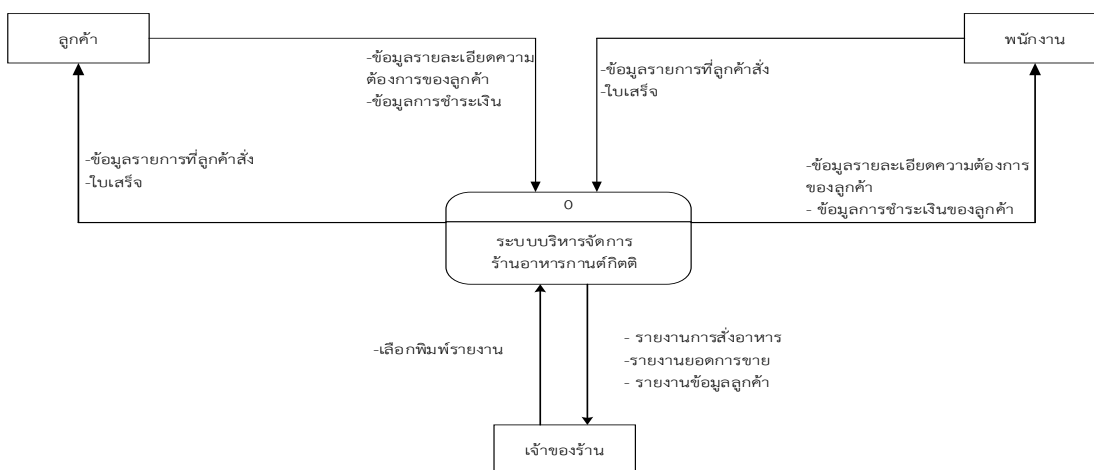 ลูกค้า
พนักงาน
-ข้อมูลรายละเอียดความ
ต้องการของลูกค้า
-ข้อมูลการชำระเงิน
-ข้อมูลรายการที่ลูกค้าสั่ง
-ใบเสร็จ
-ข้อมูลรายการที่ลูกค้าสั่ง
-ใบเสร็จ
-ข้อมูลรายละเอียดความต้องการ
ของลูกค้า
- ข้อมูลการชำระเงินของลูกค้า
0
ระบบบริหารจัดการ
ร้านอาหารกานต์กิตติ
-เลือกพิมพ์รายงาน
- รายงานการสั่งอาหาร
-รายงานยอดการขาย
- รายงานข้อมูลลูกค้า
เจ้าของร้าน